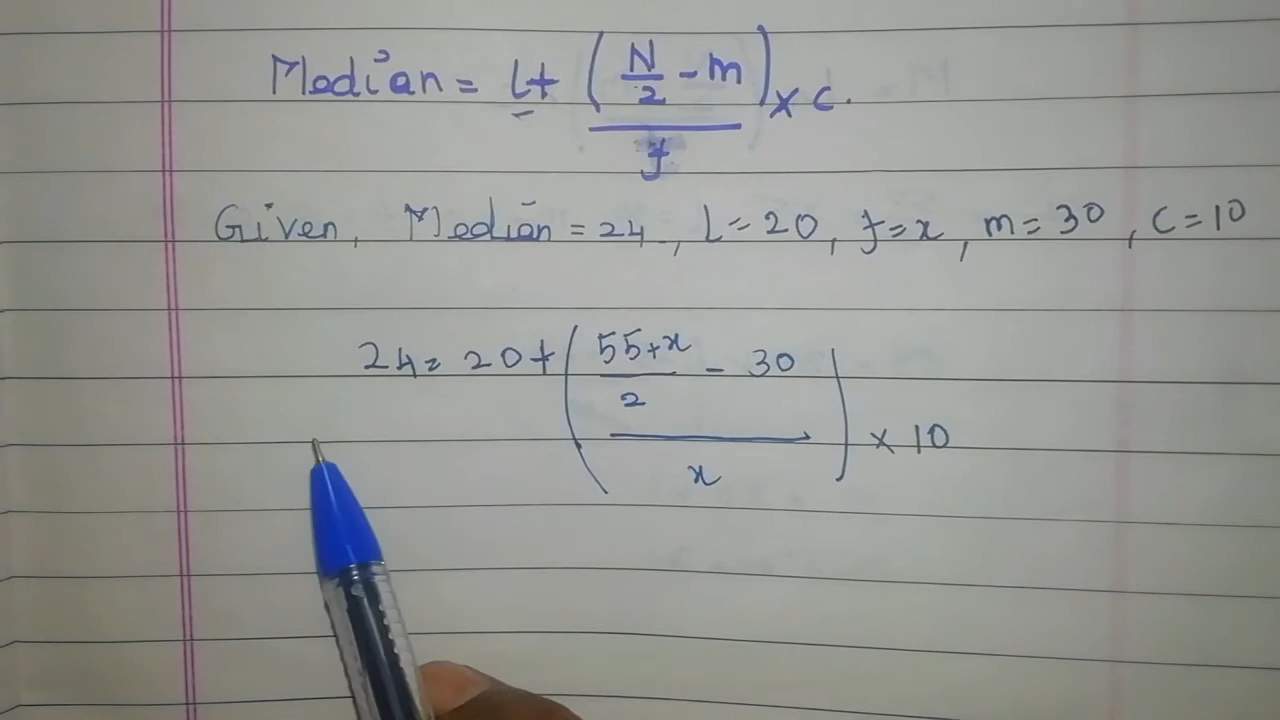 Median = l + (N/2 - m)/f × c.
Given, Median = 24, l = 20, f = x, m = 30, c = 10
24 = 20 + ((55+x)/2 - 30)/x × 10